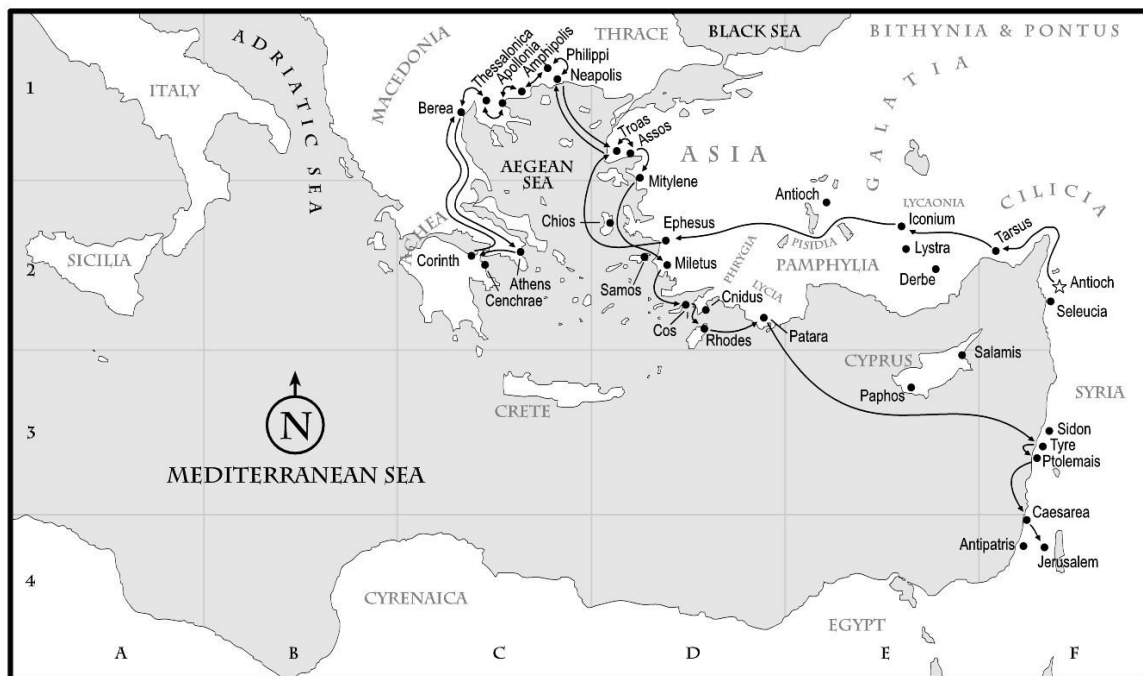 ADRIATIC SEA
MACEDONIA
THRACE
BLACK SEA
BITHYNIA & PONTUS
GALATIA
Thessalonica
Apollonia
Amphipolis
Philippi
Neapolis
1
ITALY
Berea
Troas
Assos
ASIA
AEGEAN
SEA
Mitylene
Antioch
LYCAONIA
CILICIA
Chios
Ephesus
Iconium
Tarsus
ACHEA
PISIDIA
Lystra
SICILIA
2
Corinth
Athens
Cenchrae
Samos
Miletus
PHRYGIA
PAMPHYLIA
Derbe
Antioch
LYCIA
Cnidus
Seleucia
Cos
Rhodes
Patara
CYPRUS
Salamis
Paphos
SYRIA
CRETE
N
3
MEDITERRANEAN SEA
Sidon
Tyre
Ptolemais
Caesarea
Antipatris
Jerusalem
4
CYRENAICA
EGYPT
A
B
C
D
E
F